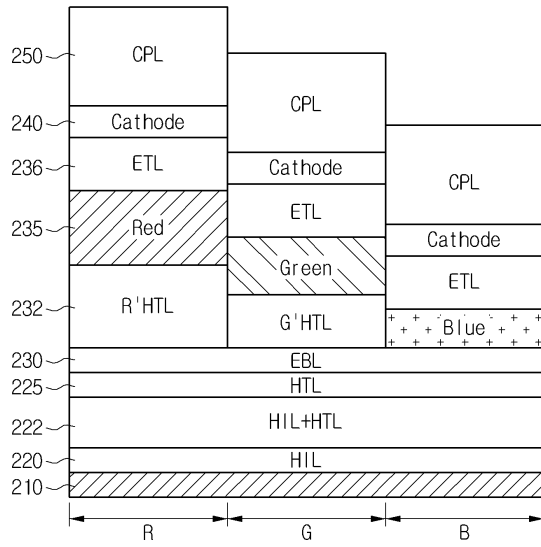 250
CPL
CPL
240
Cathode
CPL
236
ETL
Cathode
235
Red
ETL
Cathode
Green
ETL
232
R'HTL
G'HTL
Blue
230
EBL
225
HTL
222
HIL+HTL
220
HIL
210
R
G
B